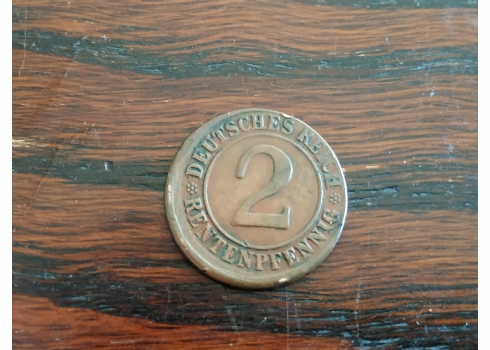 DEUTSCHES REICH
2
RENTENPFENNIG